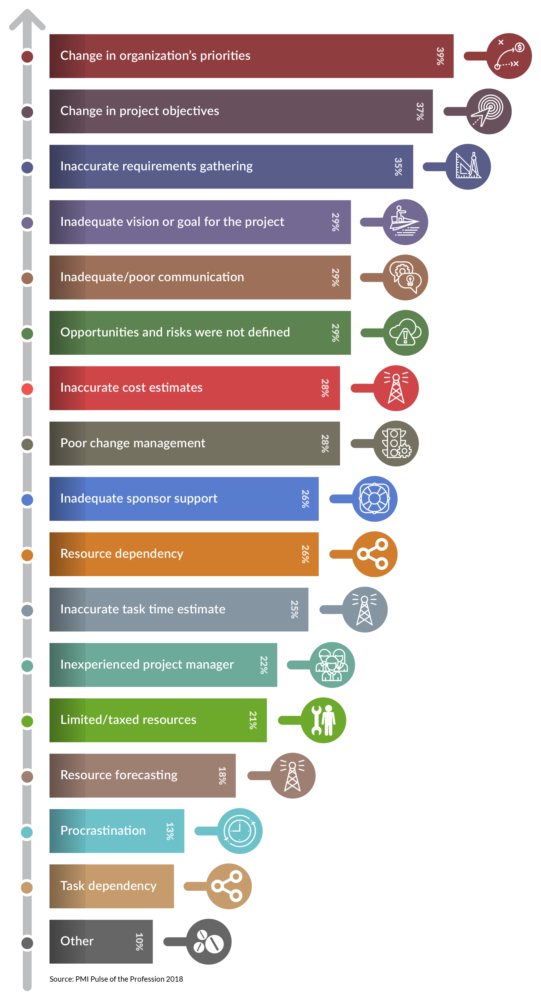 Change in organization’s priorities 39%
Change in project objectives 37%
Inaccurate requirements gathering 35%
Inadequate vision or goal for the project 29%
Inadequate/poor communication 29%
Opportunities and risks were not defined 29%
Inaccurate cost estimates 28%
Poor change management 28%
Inadequate sponsor support 26%
Resource dependency 26%
Inaccurate task time estimate 25%
Inexperienced project manager 22%
Limited/taxed resources 21%
Resource forecasting 18%
Procrastination 13%
Task dependency
Other 10%
Source: PMI Pulse of the Profession 2018